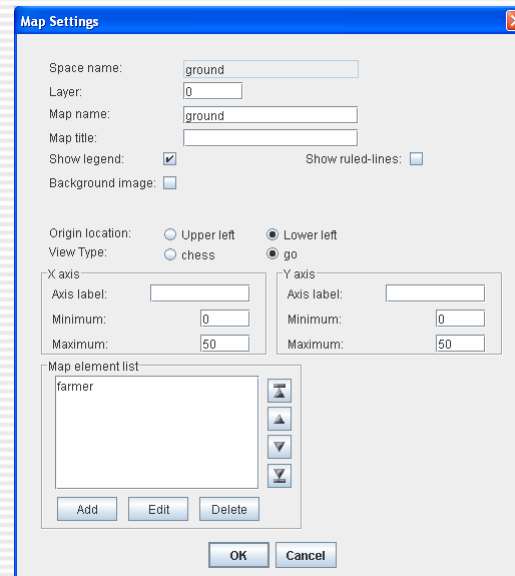 Map Settings
Space name: ground
Layer: 0
Map name: ground
Map title:
Show legend: Show ruled-lines:
Background image:
Origin location: Upper left Lower left
View Type: chess go
X axis Y axis
Axis label: Axis label:
Minimum: 0 Minimum: 0
Maximum: 50 Maximum: 50
Map element list
farmer
Add Edit Delete
OK Cancel